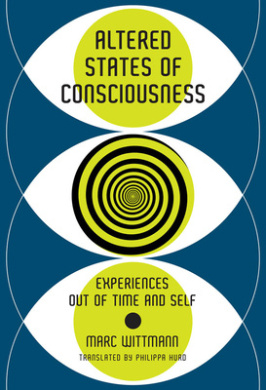 ALTERED
STATES OF
CONSCIOUSNESS
EXPERIENCES
OUT OF TIME AND SELF
MARC WITTMANN
TRANSLATED BY PHILIPPA HURD